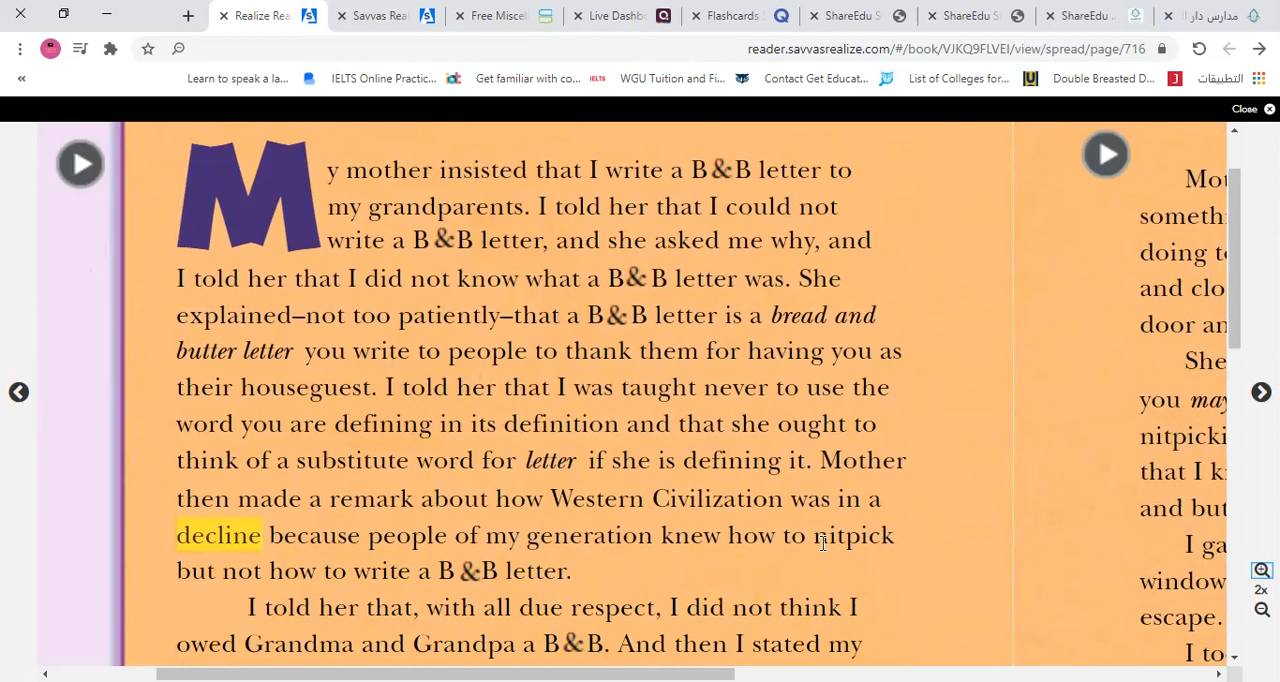 Realize Rea
Savvas Real
Free Miscel
Live Dashbo
Flashcards
ShareEdu S
ShareEdu S
ShareEdu ..
مدارس دار ال
reader.savvasrealize.com/#/book/VJKQ9FLVEI/view/spread/page/716
Learn to speak a la...
IELTS Online Practic...
Get familiar with co...
IELTS
WGU Tuition and Fi...
Contact Get Educat...
List of Colleges for...
Double Breasted D...
التطبيقات
Close
My mother insisted that I write a B&B letter to
my grandparents. I told her that I could not
write a B&B letter, and she asked me why, and
I told her that I did not know what a B&B letter was. She
explained–not too patiently–that a B&B letter is a bread and
butter letter you write to people to thank them for having you as
their houseguest. I told her that I was taught never to use the
word you are defining in its definition and that she ought to
think of a substitute word for letter if she is defining it. Mother
then made a remark about how Western Civilization was in a
decline because people of my generation knew how to nitpick
but not how to write a B&B letter.
I told her that, with all due respect, I did not think I
owed Grandma and Grandpa a B&B. And then I stated my
Mot
somethi
doing to
and clo
door an
She
you may
nitpicki
that I k
and but
I ga
window
escape.
I to
2x